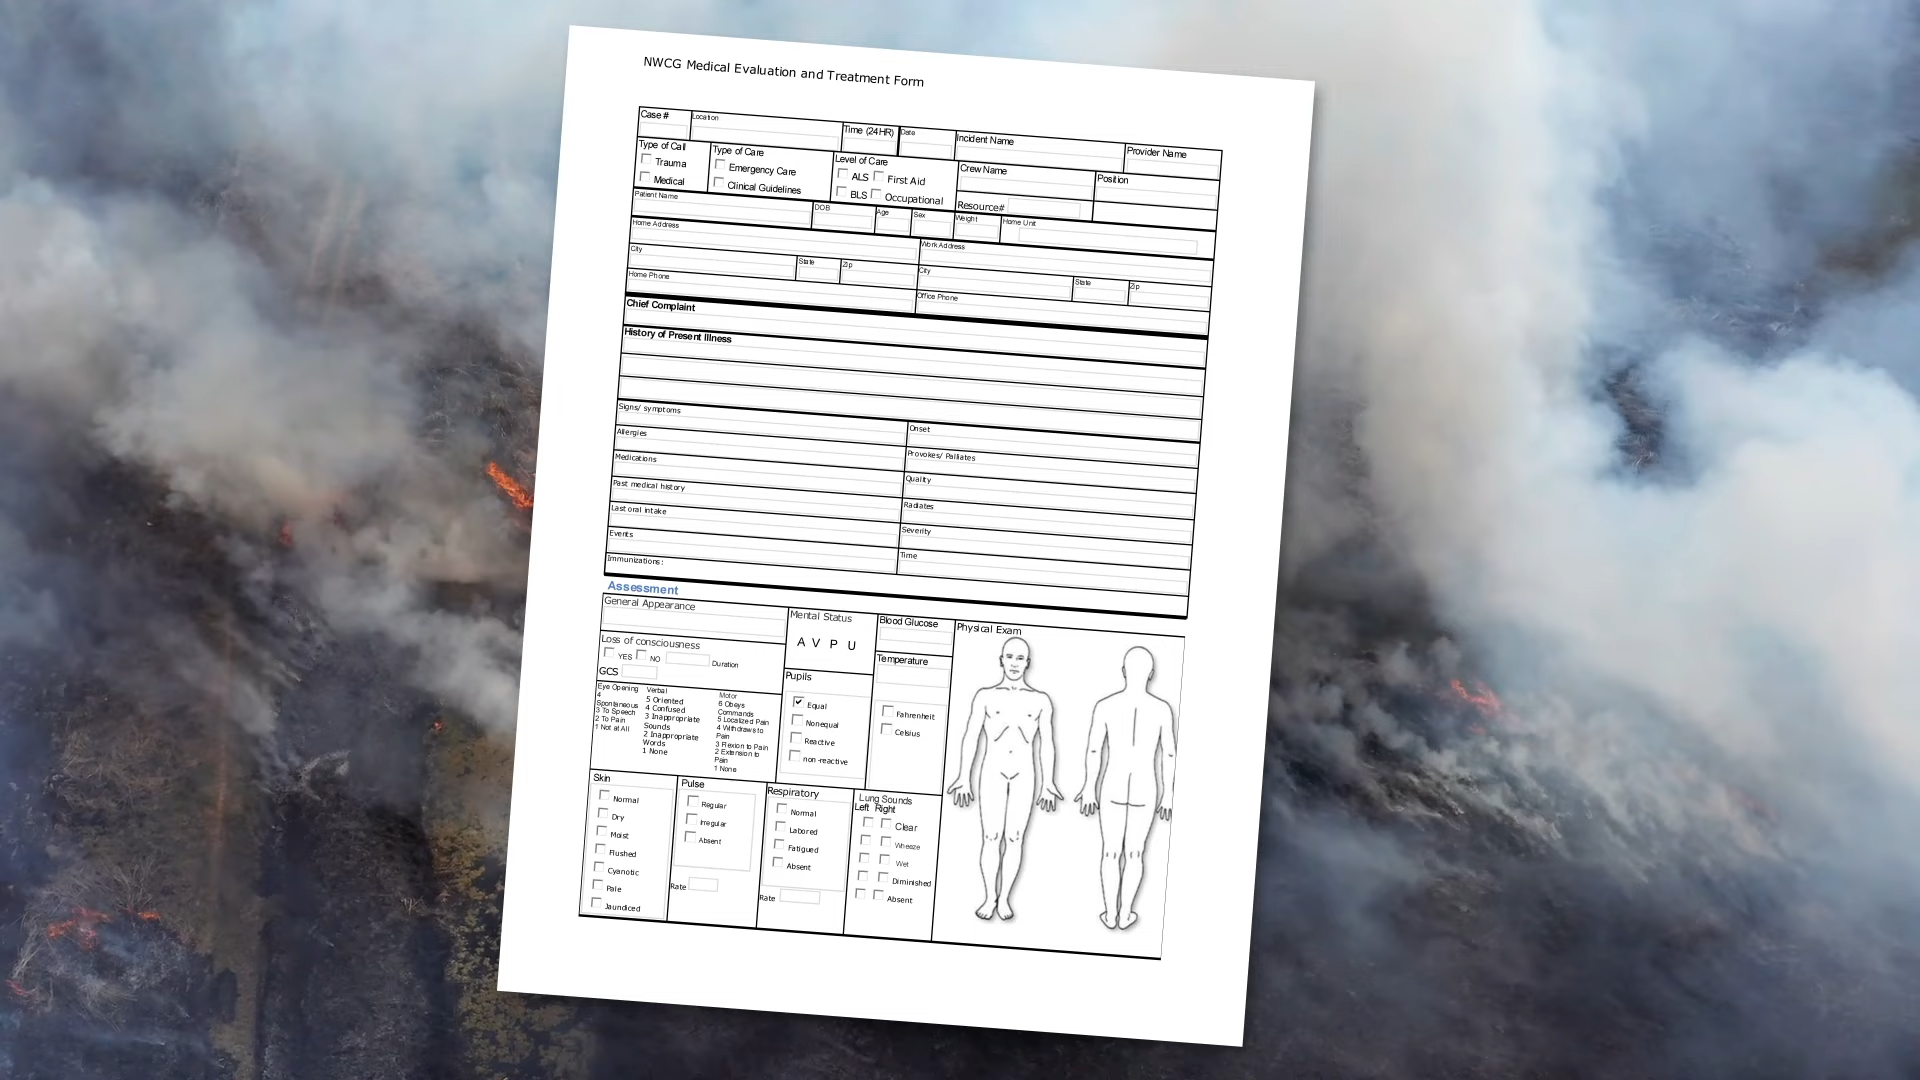 NWCG Medical Evaluation and Treatment Form
Case # Location Time (24HR) Date Incident Name Provider Name
Type of Call Type of Care Level of Care Crew Name Position
Trauma Emergency Care ALS First Aid
Medical Clinical Guidelines BLS Occupational Resource#
Patient Name DOB Age Sex Weight Home Unit
Home Address Work Address
City State Zip City State Zip
Home Phone Office Phone
Chief Complaint
History of Present Illness
Signs/ symptoms Onset
Allergies Provokes/ Palliates
Medications Quality
Past medical history Radiates
Last oral intake Severity
Events Time
Immunizations:
Assessment
General Appearance Mental Status Blood Glucose Physical Exam
A V P U
Loss of consciousness
YES NO Duration
GCS
Temperature
Fahrenheit
Celsius
Pupils
Equal
Nonequal
Reactive
non-reactive
Eye Opening
4
Spontaneous
3 To Speech
2 To Pain
1 Not at All
Verbal
5 Oriented
4 Confused
3 Inappropriate
Sounds
2 Inappropriate
Words
1 None
Motor
6 Obeys
Commands
5 Localized Pain
4 Withdraws to
Pain
3 Flexion to Pain
2 Extension to
Pain
1 None
Skin
Normal
Dry
Moist
Flushed
Cyanotic
Pale
Jaundiced
Pulse
Regular
Irregular
Absent
Rate
Respiratory
Normal
Labored
Fatigued
Absent
Rate
Lung Sounds
Left Right
Clear
Wheeze
Wet
Diminished
Absent